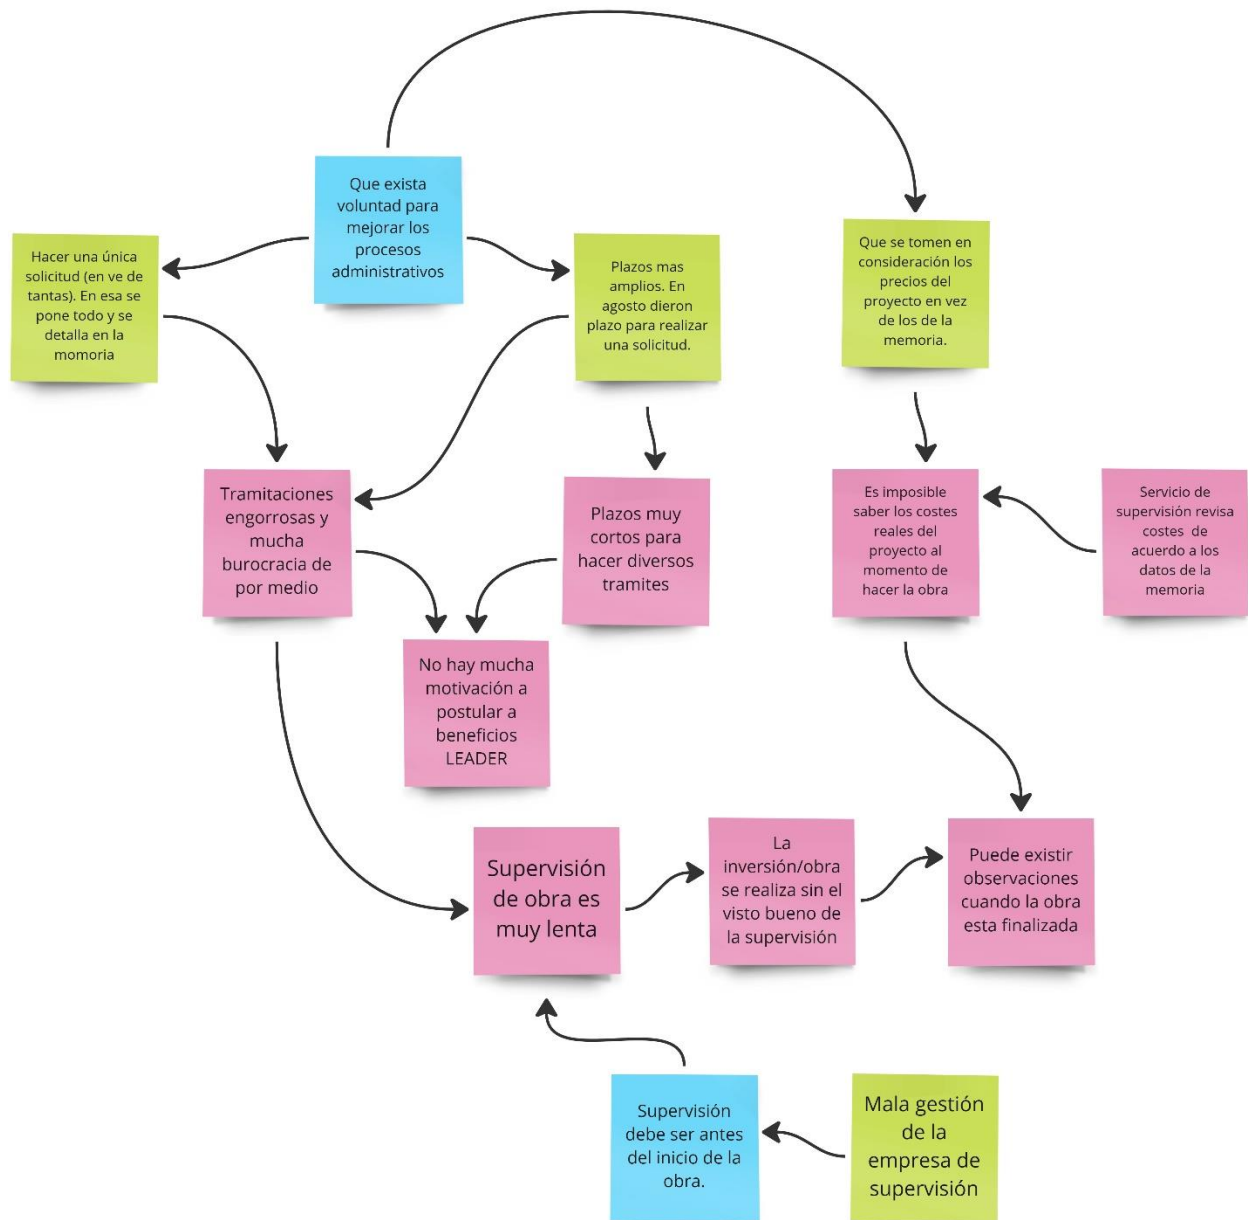 Que exista
voluntad para
mejorar los
procesos
administrativos
Hacer una única
solicitud (en ve de
tantas). En esa se
pone todo y se
detalla en la
momoria
Plazos mas
amplios. En
agosto dieron
plazo para realizar
una solicitud.
Que se tomen en
consideración los
precios del
proyecto en vez
de los de la
memoria.
Tramitaciones
engorrosas y
mucha
burocracia de
por medio
Plazos muy
cortos para
hacer diversos
tramites
Es imposible
saber los costes
reales del
proyecto al
momento de
hacer la obra
Servicio de
supervisión revisa
costes de
acuerdo a los
datos de la
memoria
No hay mucha
motivación a
postular a
beneficios
LEADER
Supervisión
de obra es
muy lenta
La
inversión/obra
se realiza sin el
visto bueno de
la supervisión
Puede existir
observaciones
cuando la obra
esta finalizada
Supervisión
debe ser antes
del inicio de la
obra.
Mala gestión
de la
empresa de
supervisión